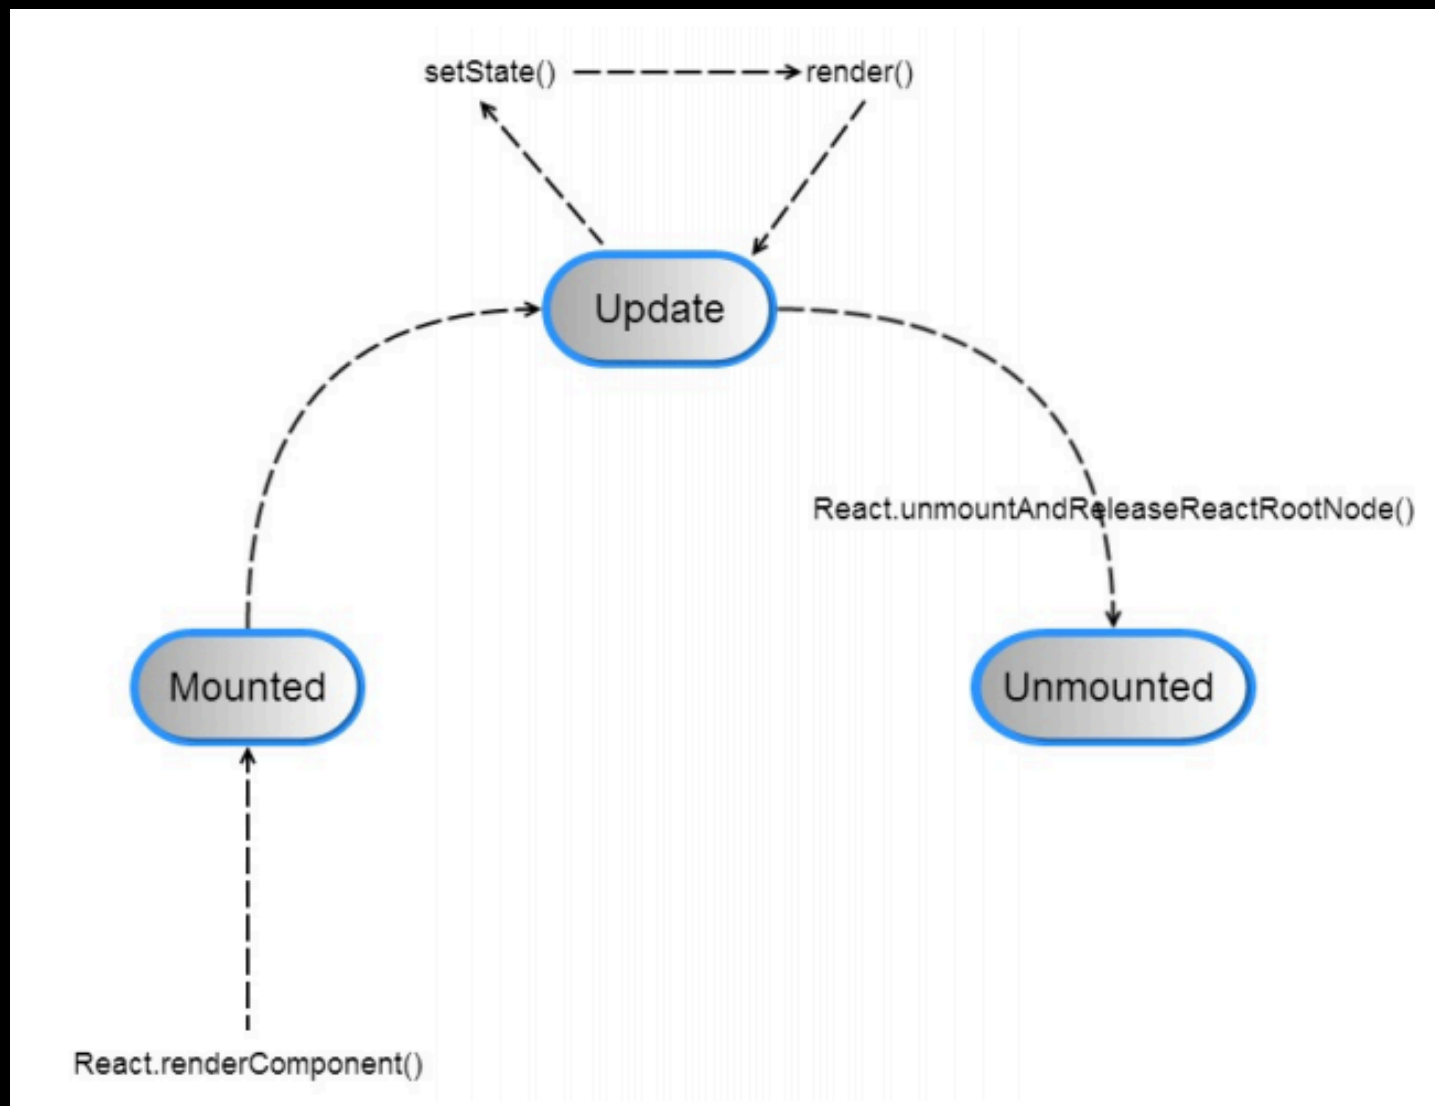 setState()
render()
Update
React.unmountAndReleaseReactRootNode()
Mounted
Unmounted
React.renderComponent()